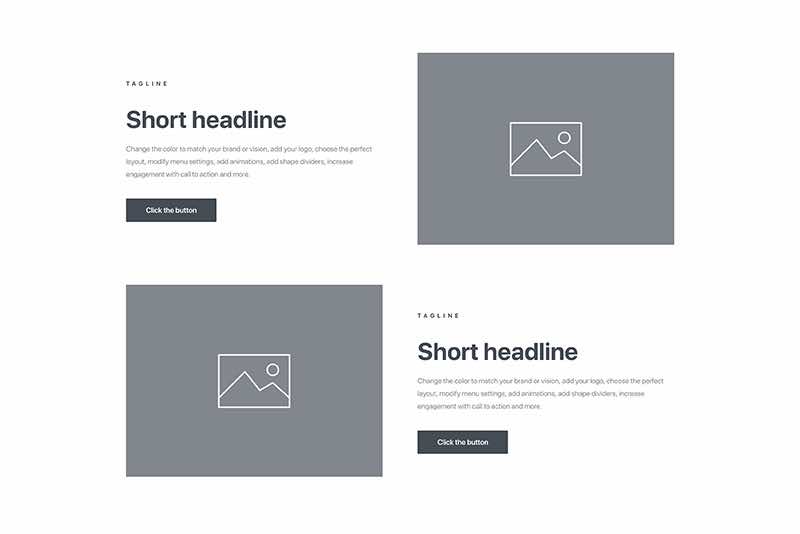 TAGLINE
Short headline
Change the color to match your brand or vision, add your logo, choose the perfect
layout, modify menu settings, add animations, add shape dividers, increase
engagement with call to action and more.
Click the button
TAGLINE
Short headline
Change the color to match your brand or vision, add your logo, choose the perfect
layout, modify menu settings, add animations, add shape dividers, increase
engagement with call to action and more.
Click the button